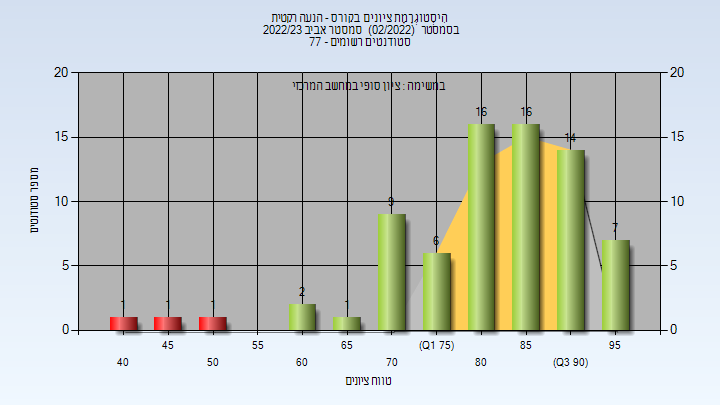 היסטוגרמת ציונים בקורס - הנעה רקטית
בסמסטר (02/2022) סמסטר אביב 2022/23
סטודנטים רשומים - 77
במשימה : ציון סופי במחשב המרכזי
20 20
15 15
10 10
5 5
0 0
מספר סטודנטים
1 1 1 2 1 9 6 16 16 14 7
45 55 65 (Q1 75) 85 95
40 50 60 70 80 (Q3 90)
טווח ציונים